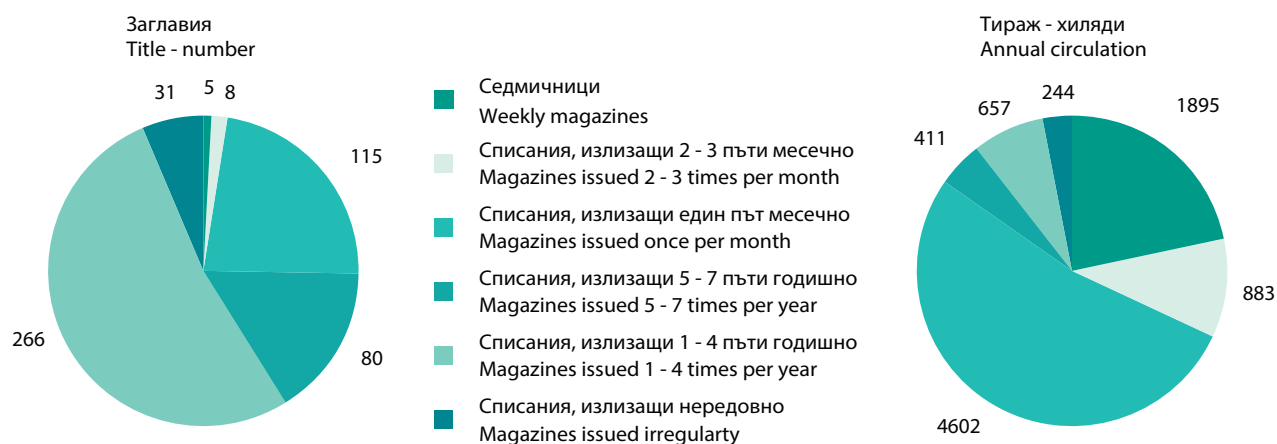 Заглавия
Title - number
31
5
8
115
80
266
Седмичници
Weekly magazines
Списания, излизащи 2 - 3 пъти месечно
Magazines issued 2 - 3 times per month
Списания, излизащи един път месечно
Magazines issued once per month
Списания, излизащи 5 - 7 пъти годишно
Magazines issued 5 - 7 times per year
Списания, излизащи 1 - 4 пъти годишно
Magazines issued 1 - 4 times per year
Списания, излизащи нередовно
Magazines issued irregularty
Тираж - хиляди
Annual circulation
244
657
411
1895
883
4602